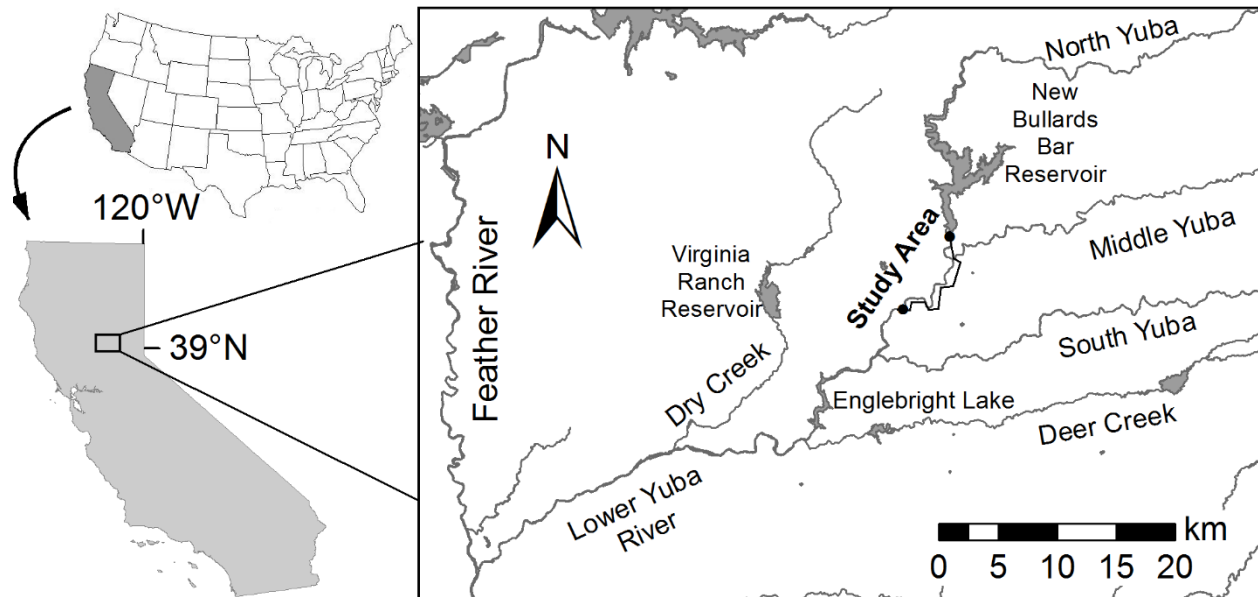 120°W
39°N
North Yuba
New
Bullards
Bar
Reservoir
N
Middle Yuba
Study Area
Virginia
Ranch
Reservoir
Feather River
South Yuba
Dry Creek
Englebright Lake
Deer Creek
Lower Yuba
River
km
0 5 10 15 20